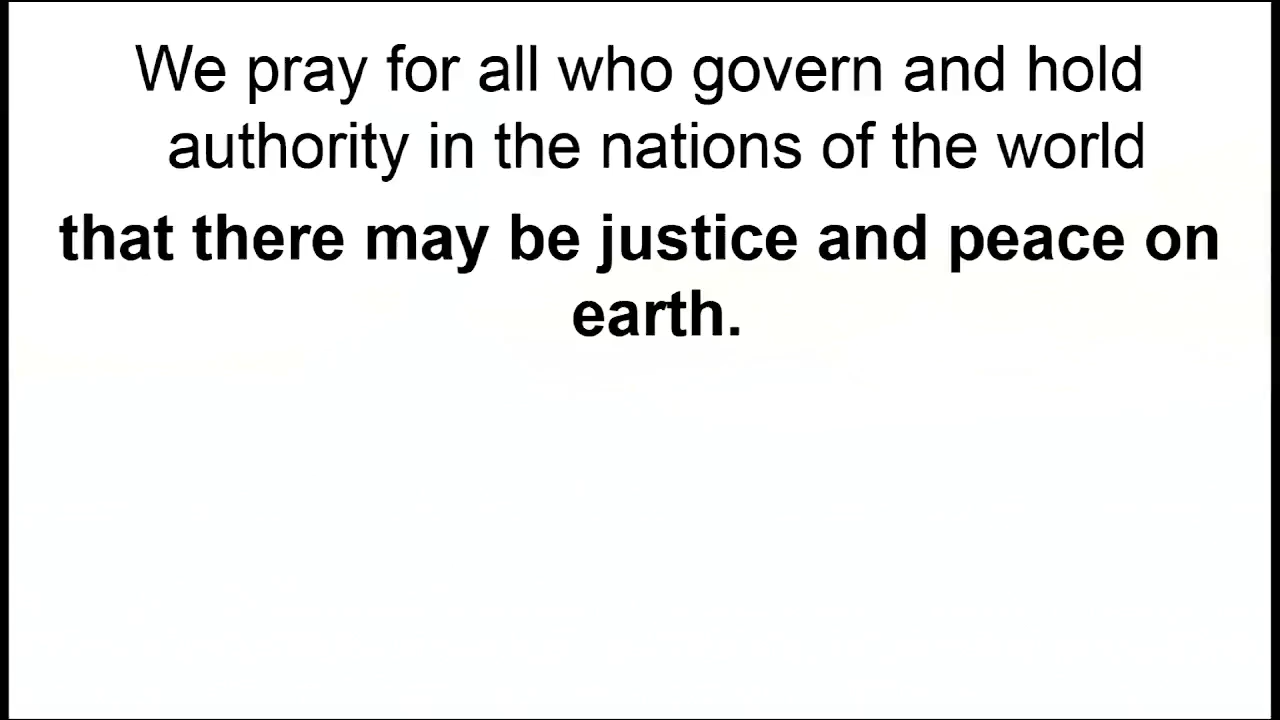 We pray for all who govern and hold
authority in the nations of the world
that there may be justice and peace on
earth.